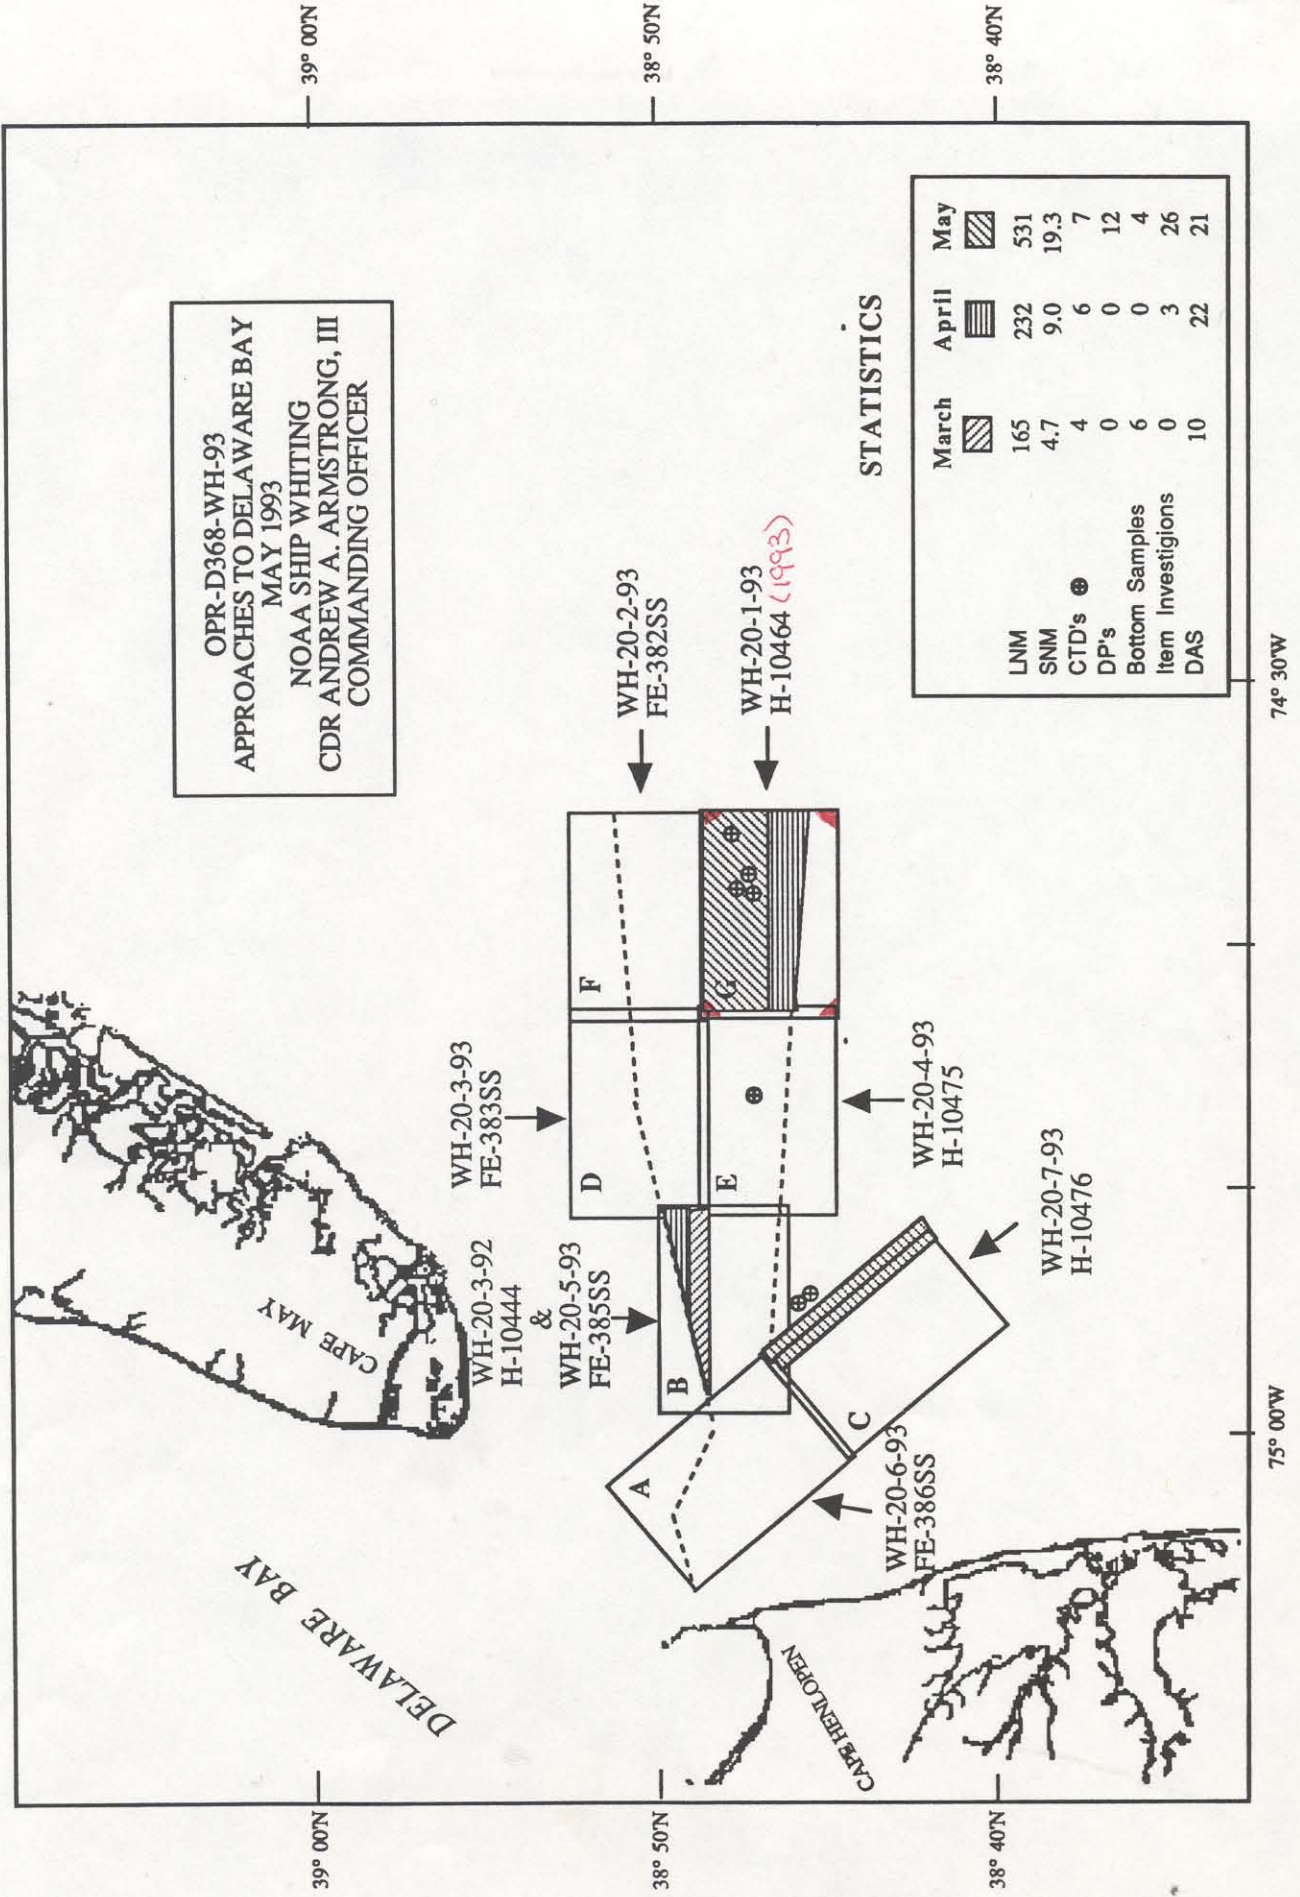 OPR-D368-WH-93
APPROACHES TO DELAWARE BAY
MAY 1993
NOAA SHIP WHITING
CDR ANDREW A. ARMSTRONG, III
COMMANDING OFFICER
39° 00'N
38° 50'N
38° 40'N
39° 00'N
38° 50'N
38° 40'N
75° 00'W
74° 30'W
DELAWARE BAY
CAPE MAY
CAPE HENLOPEN
WH-20-3-92
H-10444
&
WH-20-5-93
FE-385SS
WH-20-3-93
FE-383SS
WH-20-2-93
FE-382SS
WH-20-1-93
H-10464 (1993)
WH-20-4-93
H-10475
WH-20-7-93
H-10476
WH-20-6-93
FE-386SS
A
B
C
D
E
F
G
STATISTICS
March April May
LNM 165 232 531
SNM 4.7 9.0 19.3
CTD's 4 6 7
DP's 0 0 12
Bottom Samples 6 0 4
Item Investigions 0 3 26
DAS 10 22 21